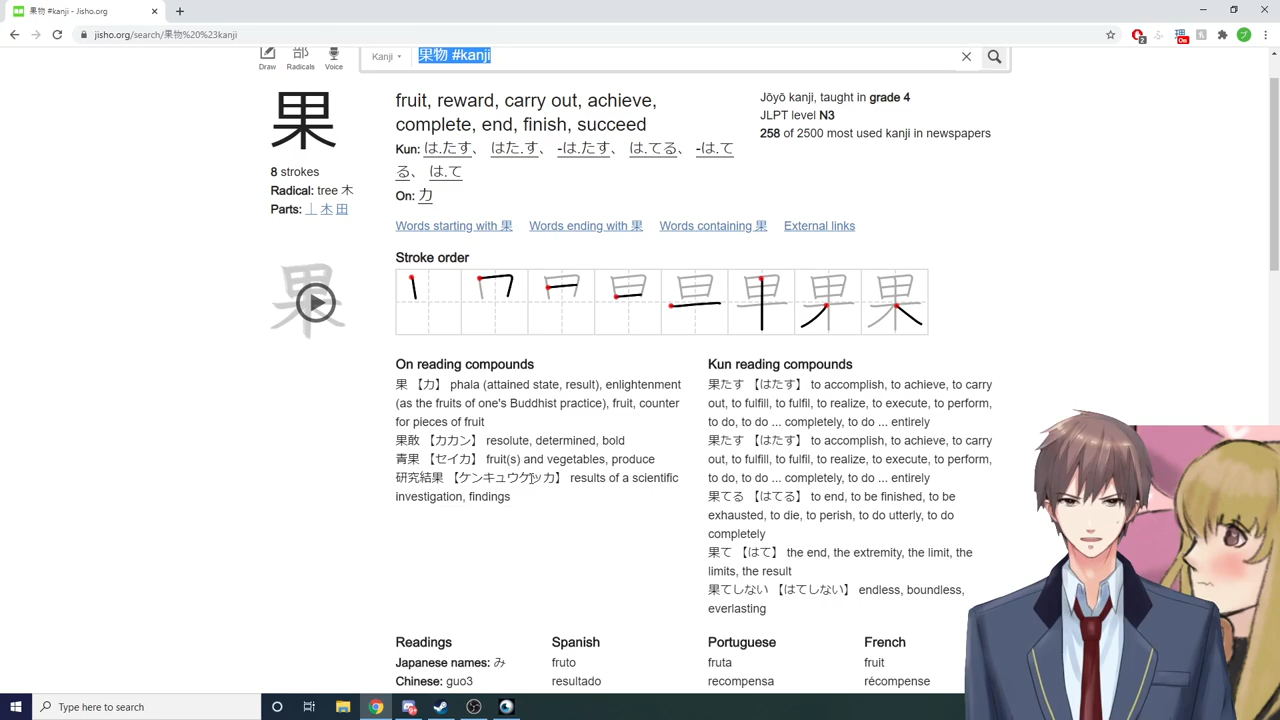 果物 #kanji - Jisho.org
jisho.org/search/果物%20%23kanji
On
2
Draw
部
Radicals
Voice
Kanji
果物 #kanji
果
8 strokes
Radical: tree 木
Parts: 丨 木 田
fruit, reward, carry out, achieve,
complete, end, finish, succeed
Kun: は.たす、 はた.す、 -は.たす、 は.てる、 -は.て
る、 は.て
On: カ
Jōyō kanji, taught in grade 4
JLPT level N3
258 of 2500 most used kanji in newspapers
Words starting with 果 Words ending with 果 Words containing 果 External links
Stroke order
果
On reading compounds
果 【カ】 phala (attained state, result), enlightenment
(as the fruits of one's Buddhist practice), fruit, counter
for pieces of fruit
果敢 【カカン】 resolute, determined, bold
青果 【セイカ】 fruit(s) and vegetables, produce
研究結果 【ケンキュウケッカ】 results of a scientific
investigation, findings
Kun reading compounds
果たす 【はたす】 to accomplish, to achieve, to carry
out, to fulfill, to fulfil, to realize, to execute, to perform,
to do, to do ... completely, to do ... entirely
果たす 【はたす】 to accomplish, to achieve, to carry
out, to fulfill, to fulfil, to realize, to execute, to perform,
to do, to do ... completely, to do ... entirely
果てる 【はてる】 to end, to be finished, to be
exhausted, to die, to perish, to do utterly, to do
completely
果て 【はて】 the end, the extremity, the limit, the
limits, the result
果てしない 【はてしない】 endless, boundless,
everlasting
Readings
Japanese names: み
Chinese: guo3
Spanish
fruto
resultado
Portuguese
fruta
recompensa
French
fruit
récompense
Type here to search